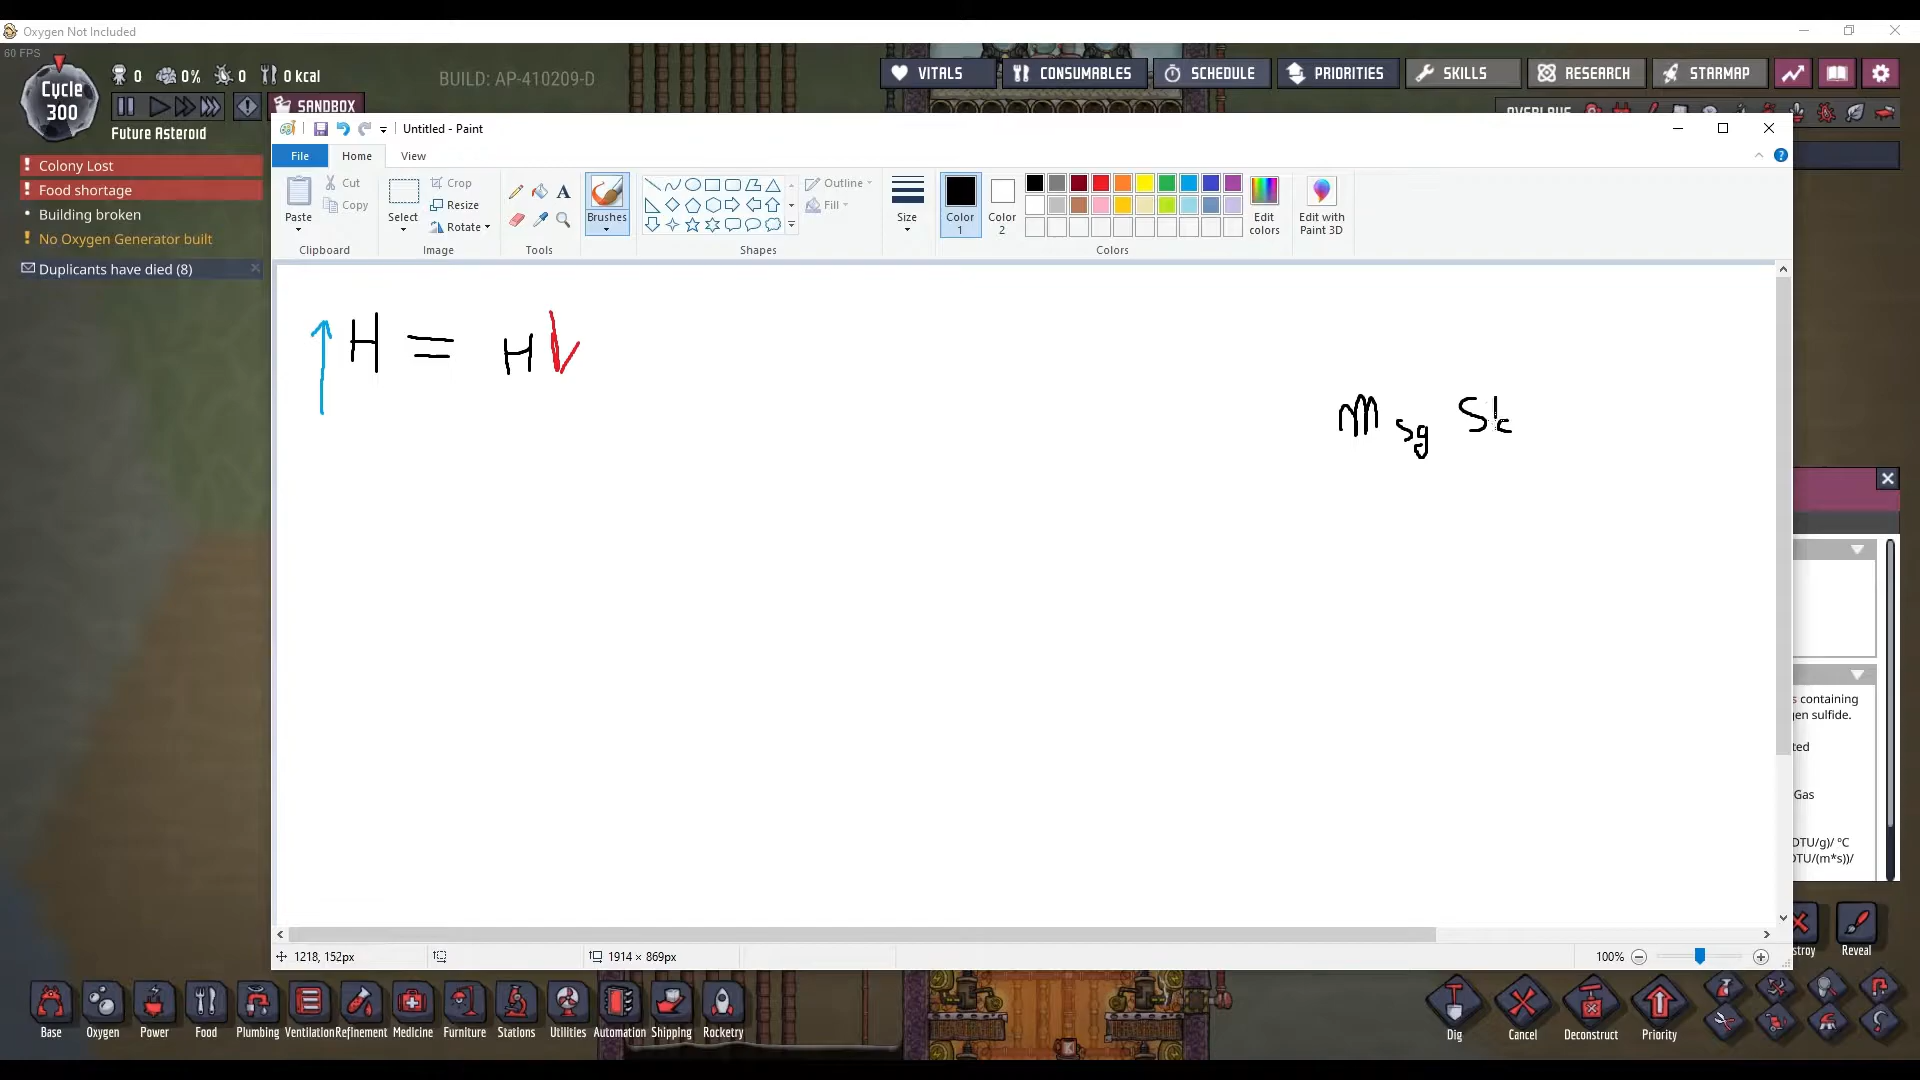 Oxygen Not Included
60 FPS
Cycle
300
0 0% 0 0 kcal
BUILD: AP-410209-D
VITALS CONSUMABLES SCHEDULE PRIORITIES SKILLS RESEARCH STARMAP
SANDBOX
OVERLAYS
Future Asteroid
! Colony Lost
! Food shortage
• Building broken
! No Oxygen Generator built
Duplicants have died (8)
Untitled - Paint
File Home View
Paste
Cut
Copy
Clipboard
Select
Crop
Resize
Rotate
Image
Tools
Brushes
Shapes
Outline
Fill
Size
Color
1
Color
2
Edit
colors
Colors
Edit with
Paint 3D
H = H
m sg S
1218, 152px
1914 × 869px
100%
containing
gen sulfide.
Gas
DTU/g)/ °C
DTU/(m*s))/
Reveal
Base Oxygen Power Food Plumbing Ventilation Refinement Medicine Furniture Stations Utilities Automation Shipping Rocketry
Dig Cancel Deconstruct Priority